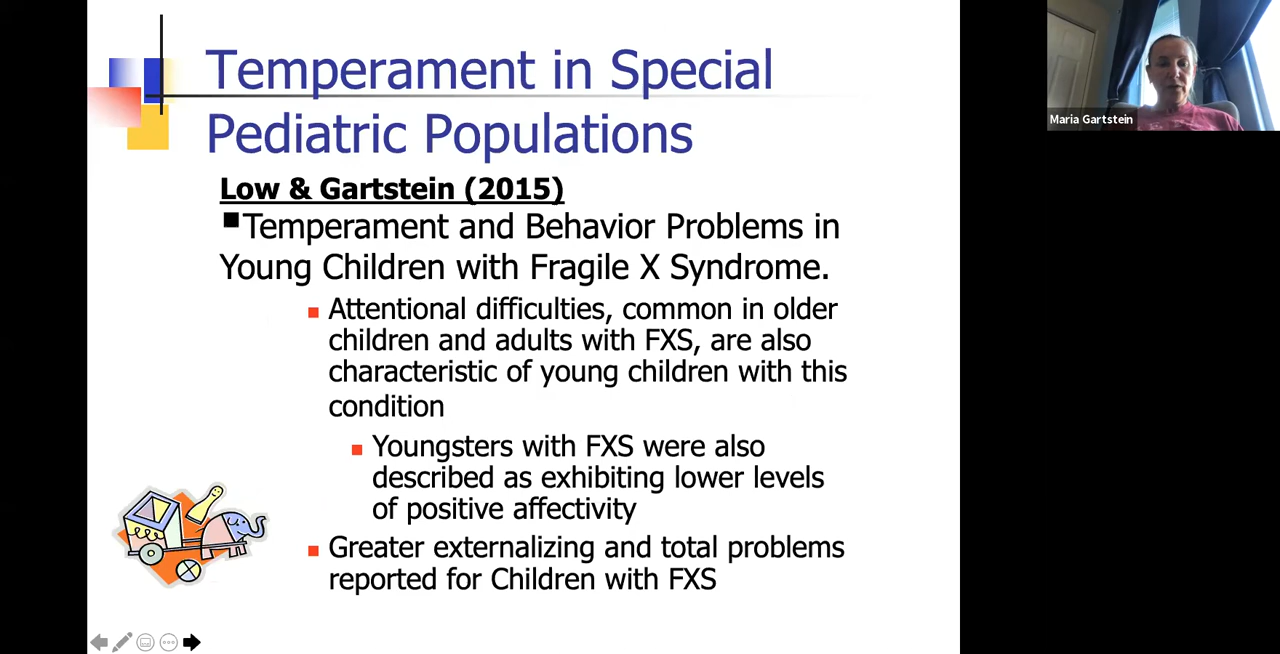 Temperament in Special
Pediatric Populations
Low & Gartstein (2015)
Temperament and Behavior Problems in
Young Children with Fragile X Syndrome.
Attentional difficulties, common in older
children and adults with FXS, are also
characteristic of young children with this
condition
Youngsters with FXS were also
described as exhibiting lower levels
of positive affectivity
Greater externalizing and total problems
reported for Children with FXS
Maria Gartstein